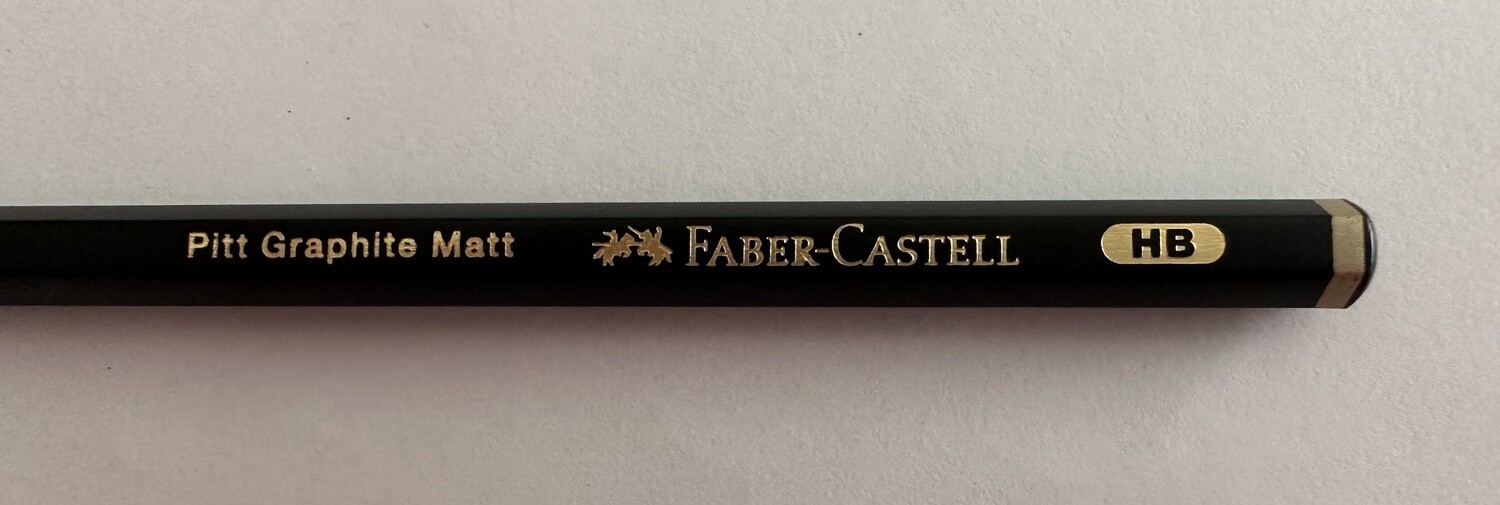 Pitt Graphite Matt FABER-CASTELL HB